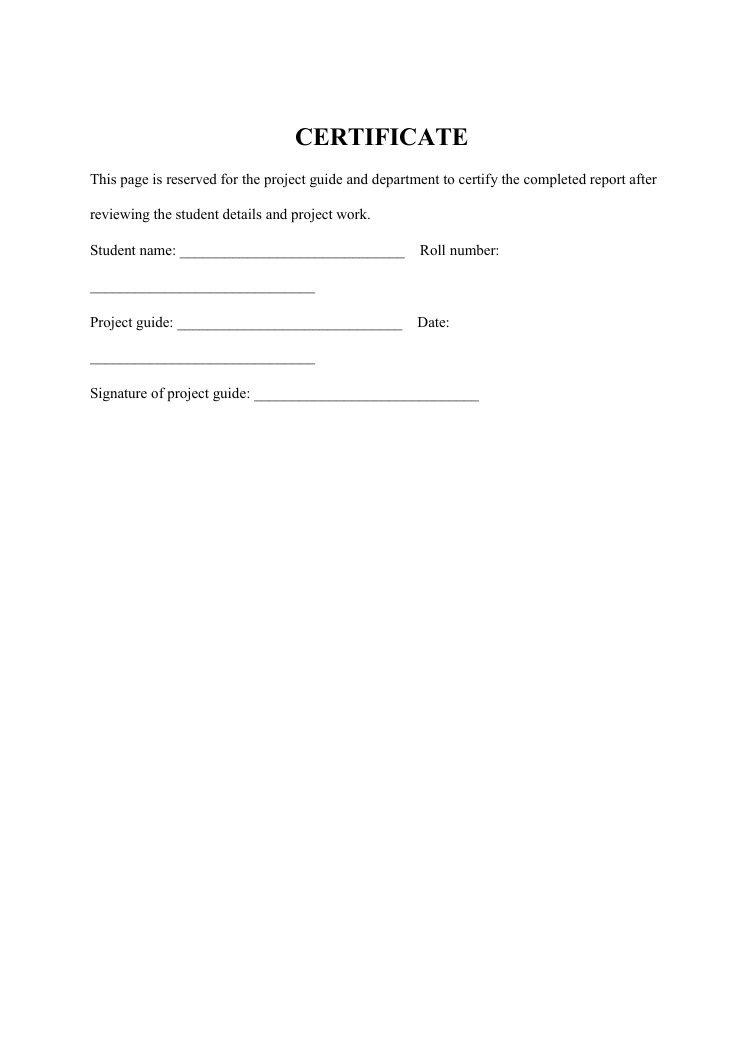 CERTIFICATE
This page is reserved for the project guide and department to certify the completed report after
reviewing the student details and project work.
Student name: ______________________________    Roll number:
______________________________
Project guide: ______________________________    Date:
______________________________
Signature of project guide: ______________________________